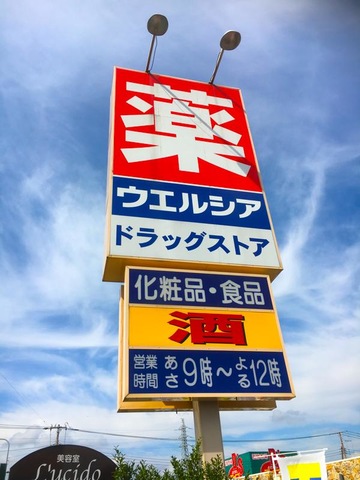 薬
ウエルシア
ドラッグストア
化粧品・食品
酒
営業時間 あさ9時～よる12時
美容室
Lucido